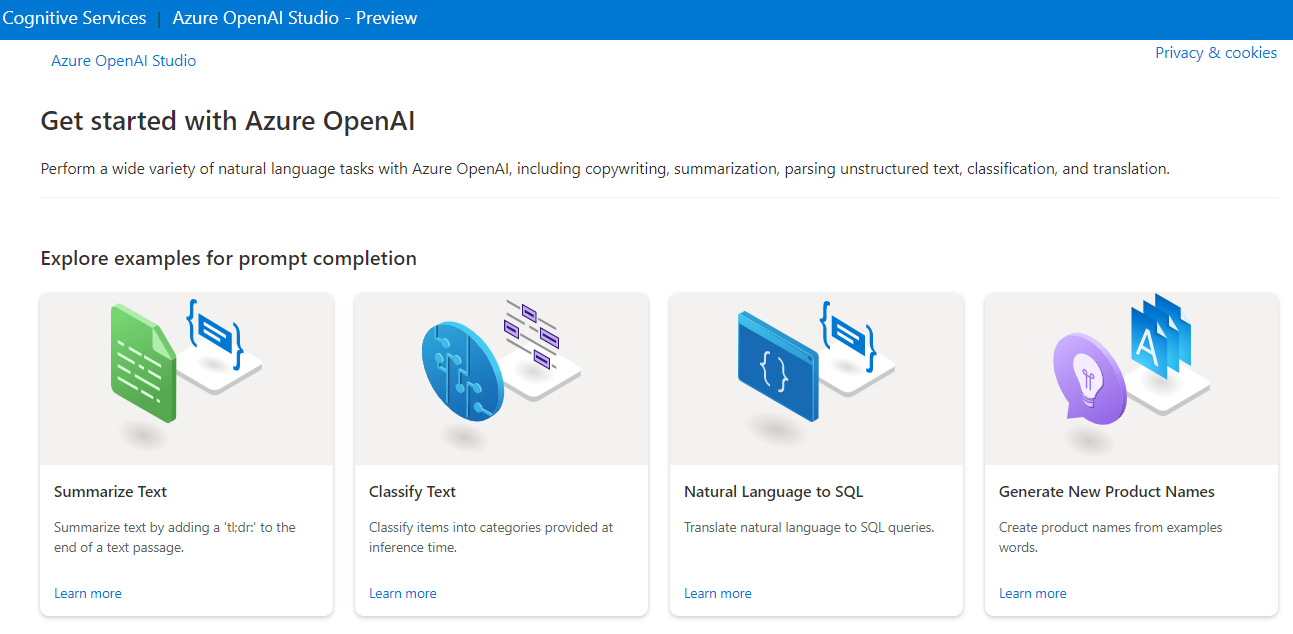 Cognitive Services | Azure OpenAI Studio - Preview
Azure OpenAI Studio
Privacy & cookies
Get started with Azure OpenAI
Perform a wide variety of natural language tasks with Azure OpenAI, including copywriting, summarization, parsing unstructured text, classification, and translation.
Explore examples for prompt completion
Summarize Text
Summarize text by adding a 'tl;dr:' to the
end of a text passage.
Learn more
Classify Text
Classify items into categories provided at
inference time.
Learn more
Natural Language to SQL
Translate natural language to SQL queries.
Learn more
A
Generate New Product Names
Create product names from examples
words.
Learn more